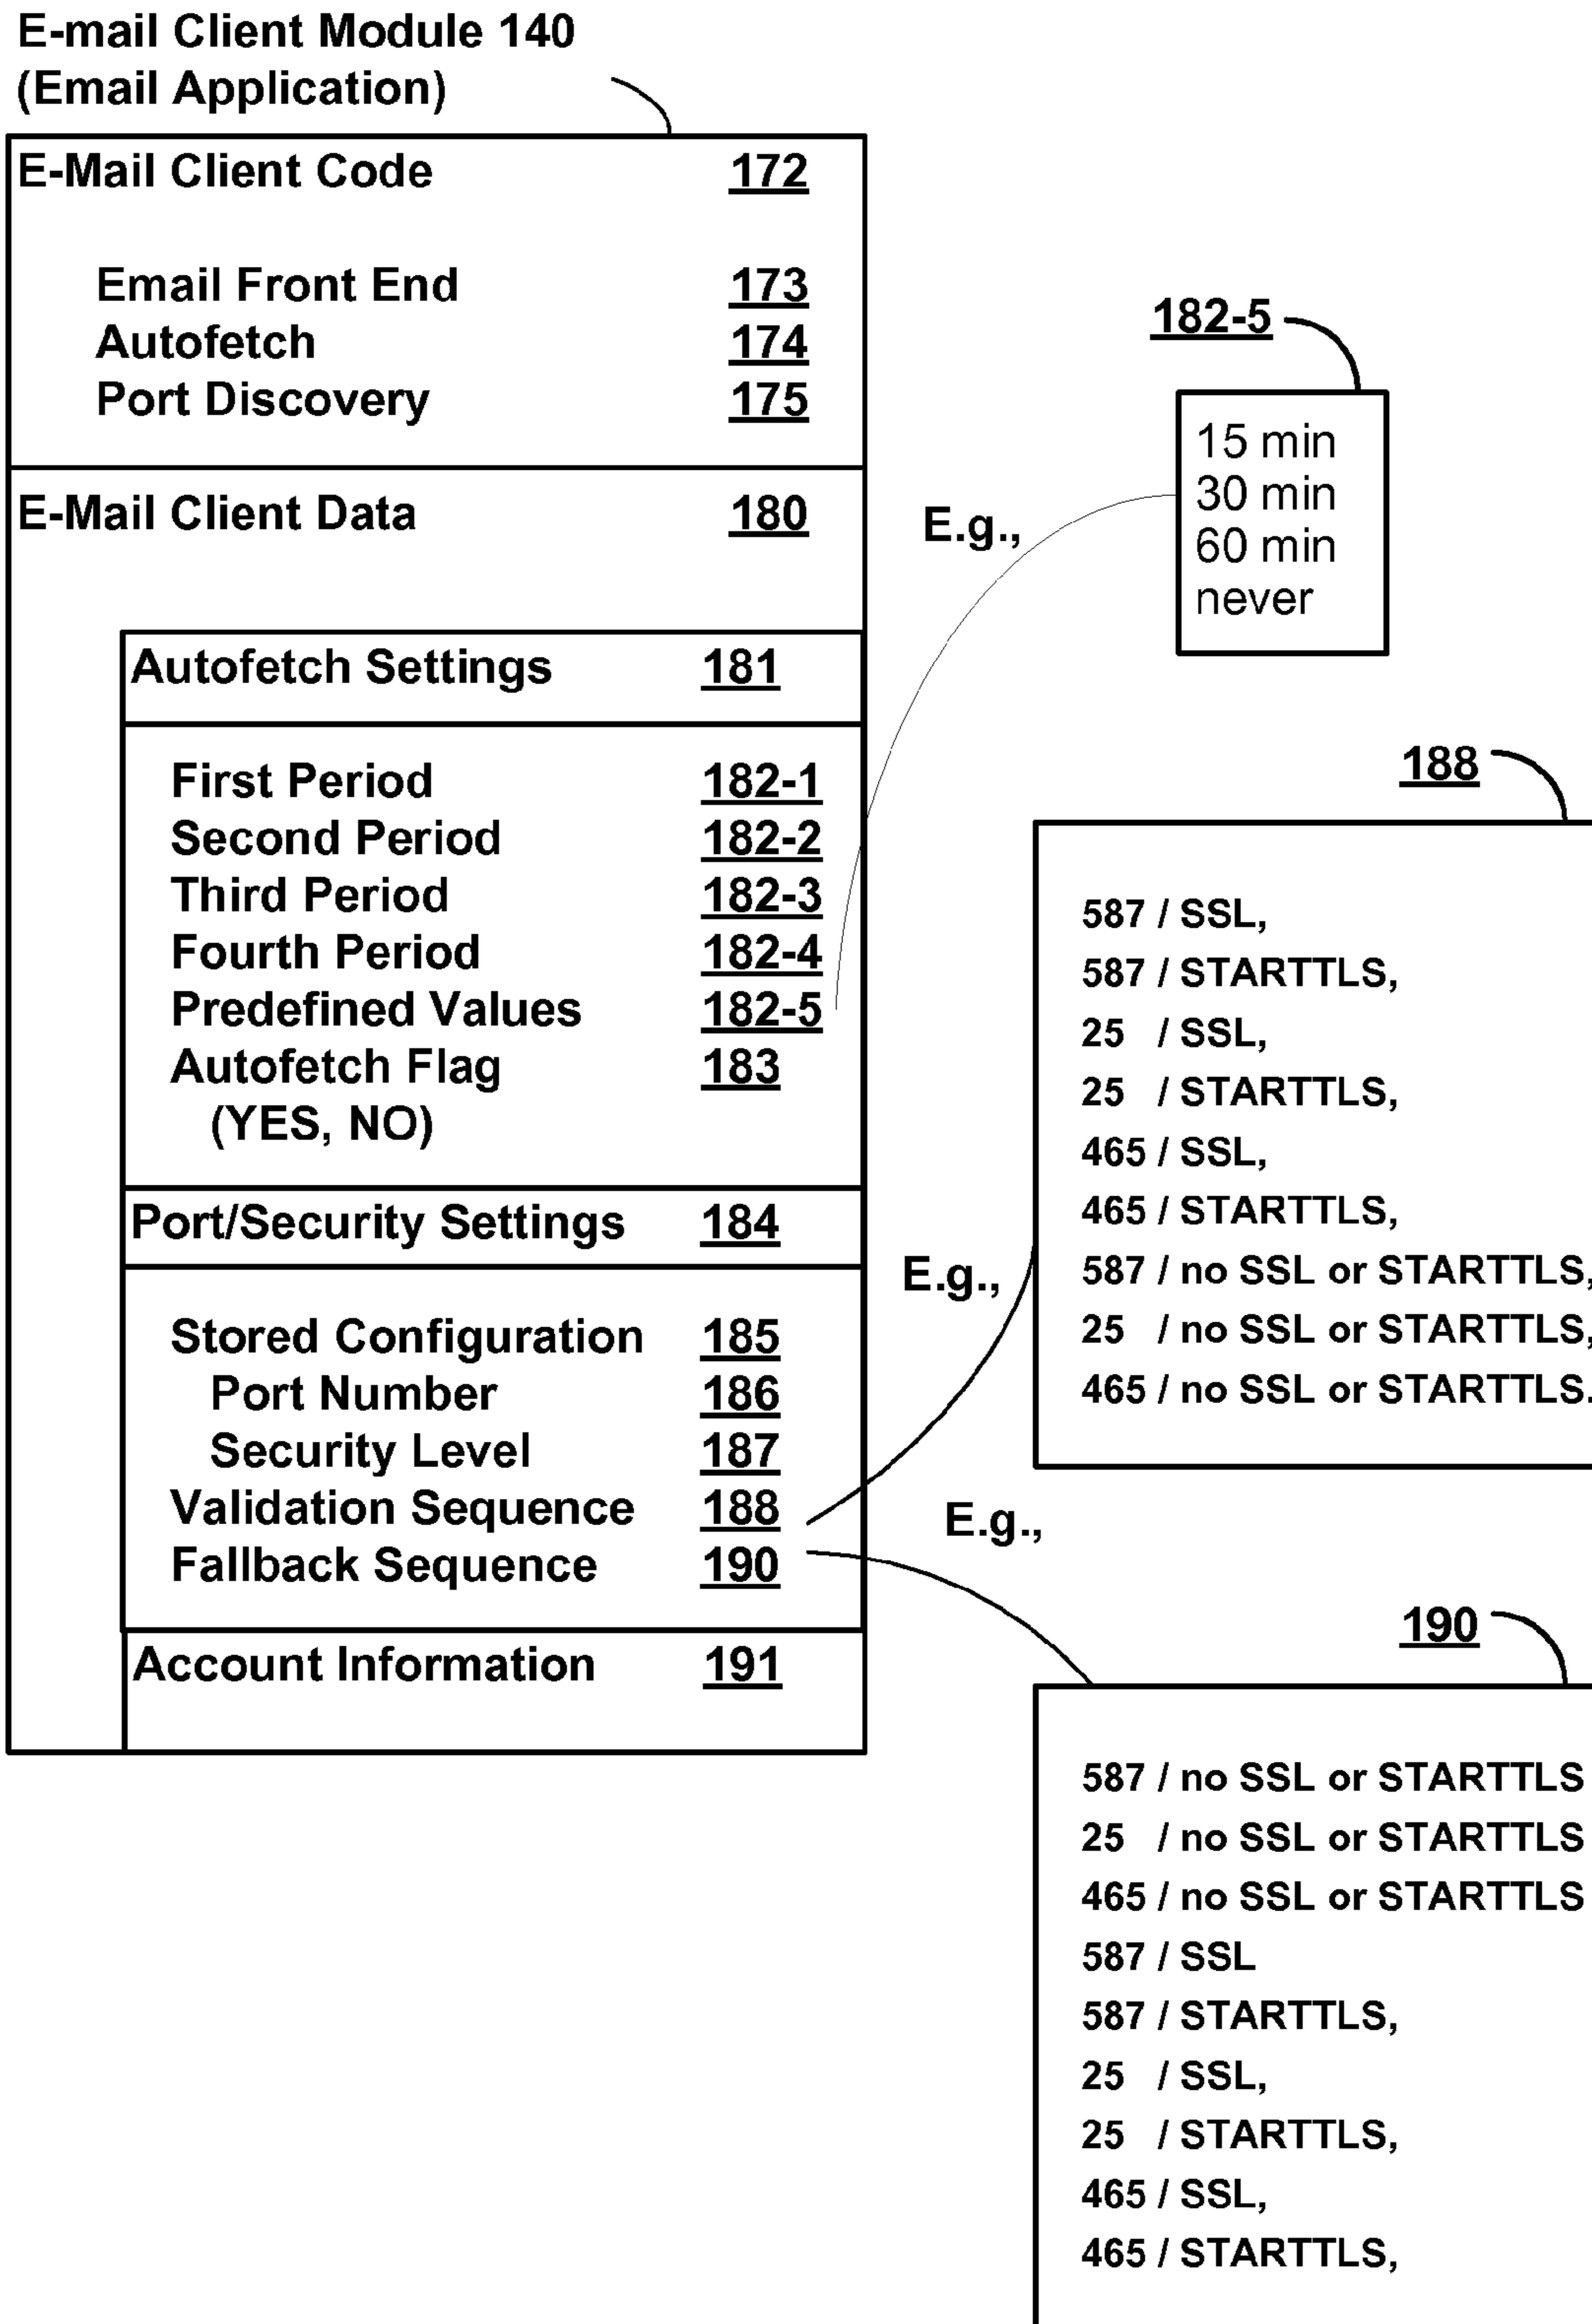 E-mail Client Module 140
(Email Application)
E-Mail Client Code 172
Email Front End 173
Autofetch 174
Port Discovery 175
E-Mail Client Data 180
Autofetch Settings 181
First Period 182-1
Second Period 182-2
Third Period 182-3
Fourth Period 182-4
Predefined Values 182-5
Autofetch Flag 183
(YES, NO)
Port/Security Settings 184
Stored Configuration 185
Port Number 186
Security Level 187
Validation Sequence 188
Fallback Sequence 190
Account Information 191
E.g.,
182-5
15 min
30 min
60 min
never
E.g.,
188
587 / SSL,
587 / STARTTLS,
25 / SSL,
25 / STARTTLS,
465 / SSL,
465 / STARTTLS,
587 / no SSL or STARTTLS,
25 / no SSL or STARTTLS,
465 / no SSL or STARTTLS.
E.g.,
190
587 / no SSL or STARTTLS
25 / no SSL or STARTTLS
465 / no SSL or STARTTLS
587 / SSL
587 / STARTTLS,
25 / SSL,
25 / STARTTLS,
465 / SSL,
465 / STARTTLS,